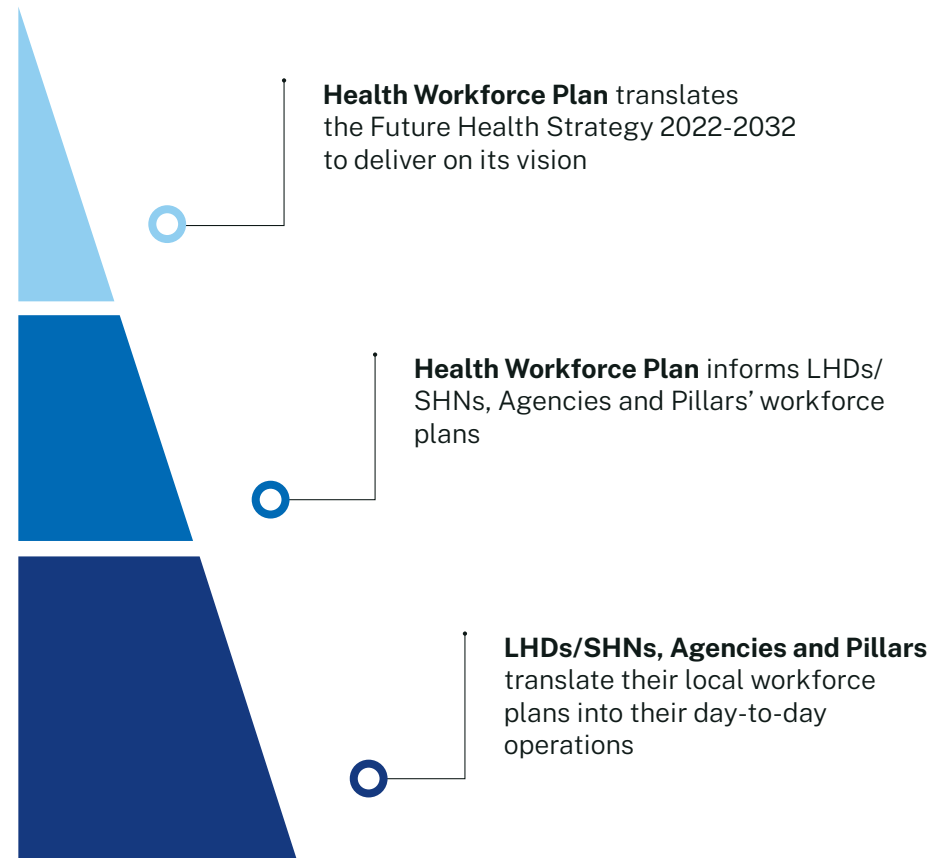 Health Workforce Plan translates
the Future Health Strategy 2022-2032
to deliver on its vision
Health Workforce Plan informs LHDs/
SHNs, Agencies and Pillars’ workforce
plans
LHDs/SHNs, Agencies and Pillars
translate their local workforce
plans into their day-to-day
operations